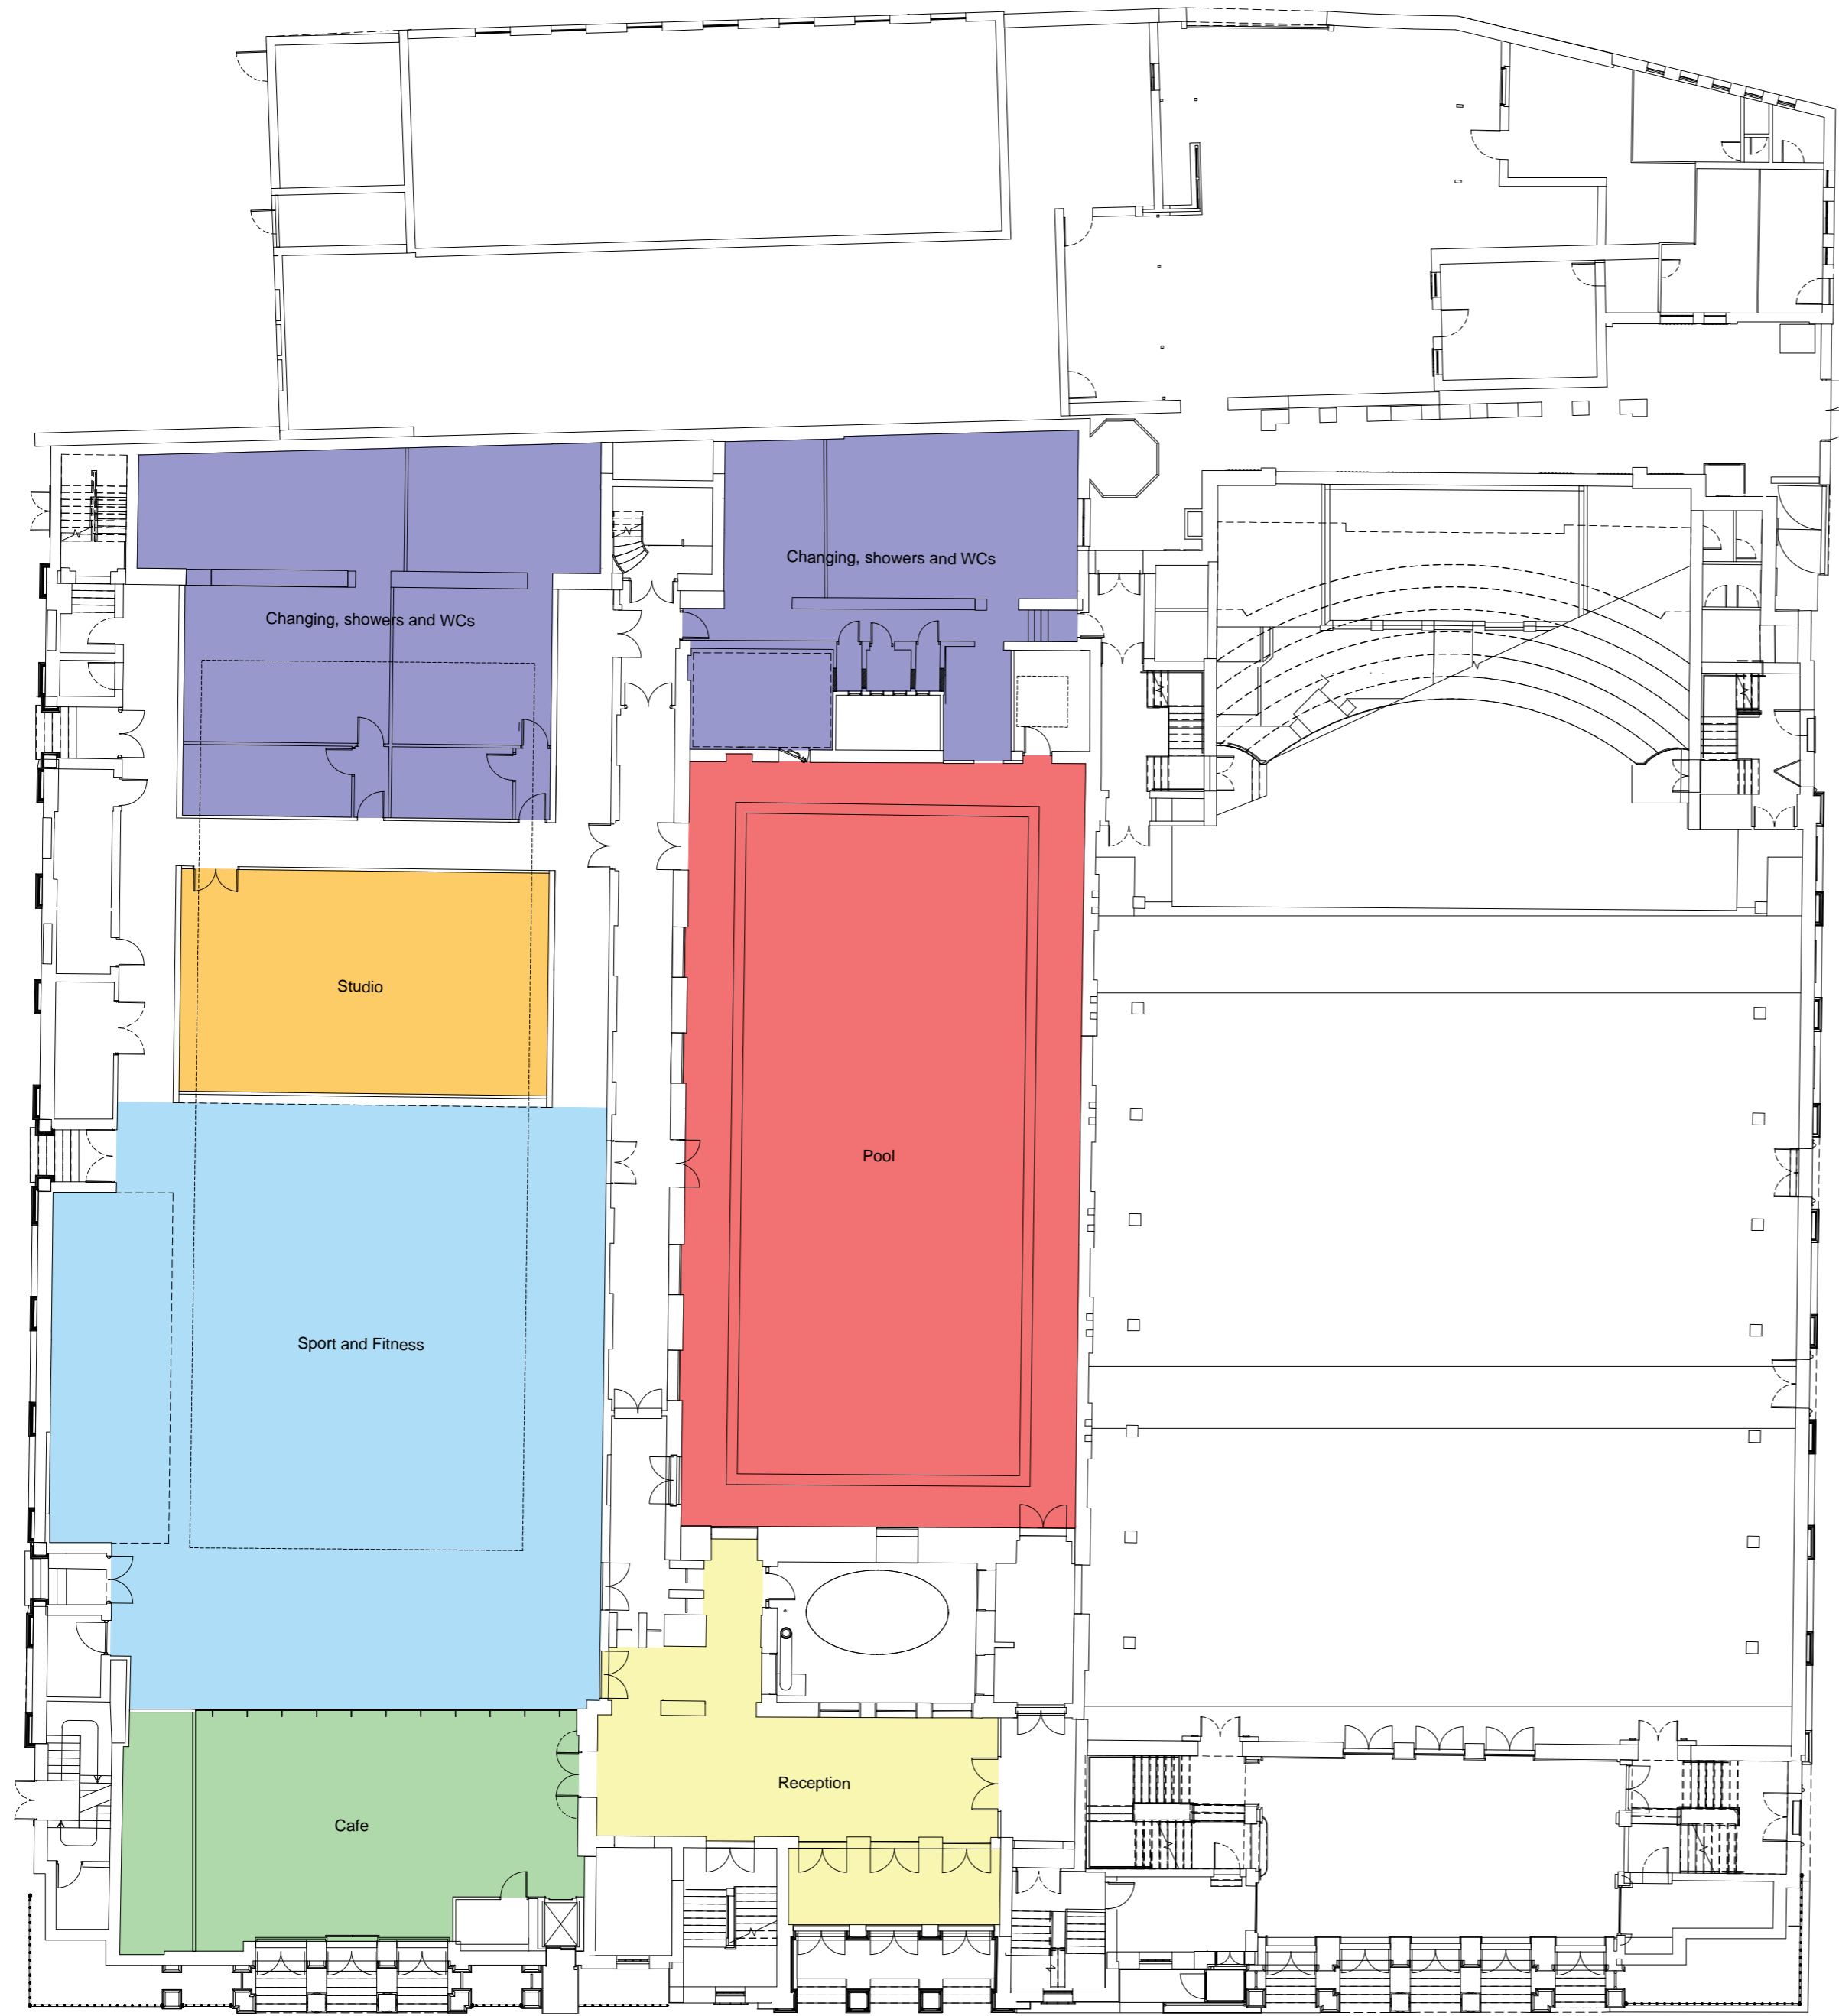 Changing, showers and WCs
Changing, showers and WCs
Studio
Pool
Sport and Fitness
Reception
Cafe